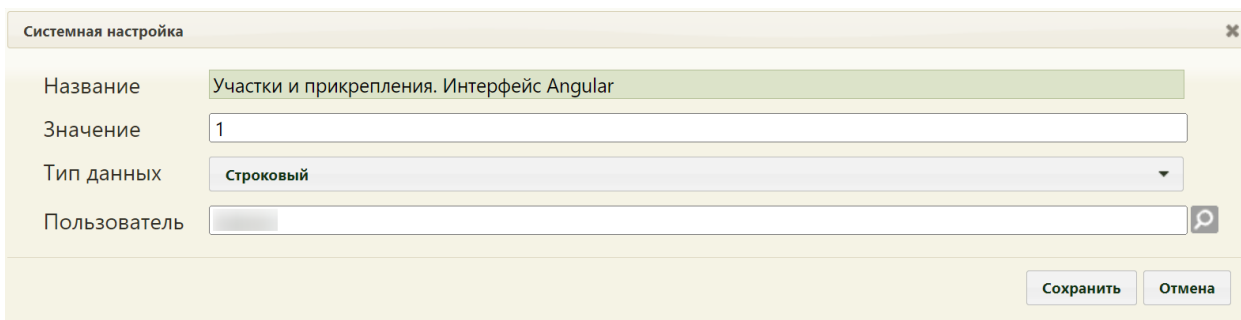 Системная настройка
Название Участки и прикрепления. Интерфейс Angular
Значение 1
Тип данных Строковый
Пользователь
Сохранить Отмена